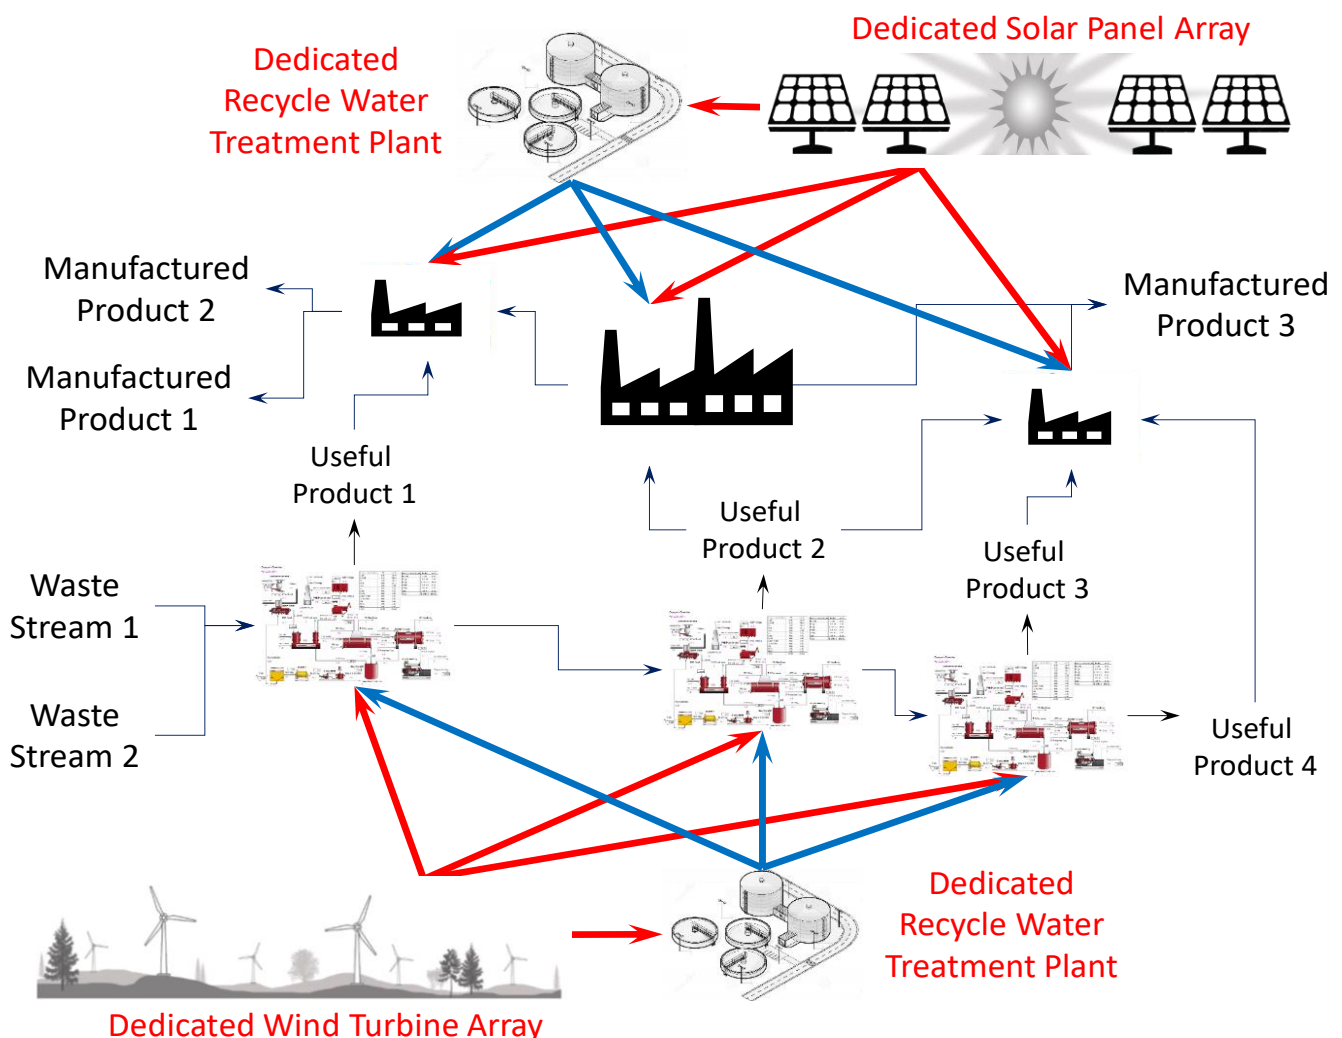 Dedicated Solar Panel Array
Dedicated
Recycle Water
Treatment Plant
Manufactured
Product 2
Manufactured
Product 3
Manufactured
Product 1
Useful
Product 1
Useful
Product 2
Useful
Product 3
Waste
Stream 1
Waste
Stream 2
Useful
Product 4
Dedicated
Recycle Water
Treatment Plant
Dedicated Wind Turbine Array